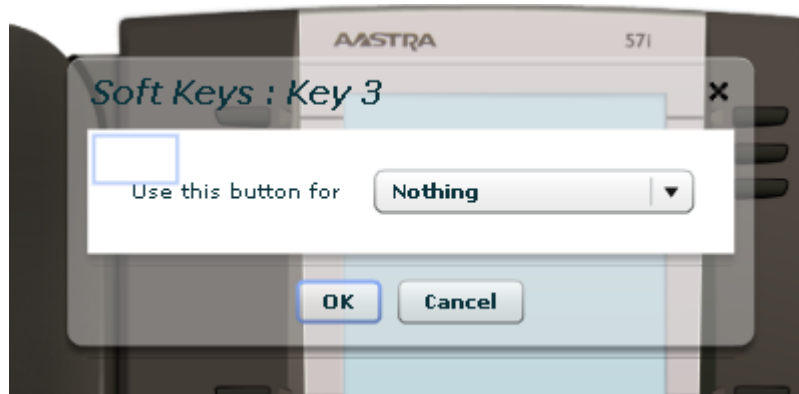 AASTRA 57i
Soft Keys : Key 3
Use this button for Nothing
OK Cancel